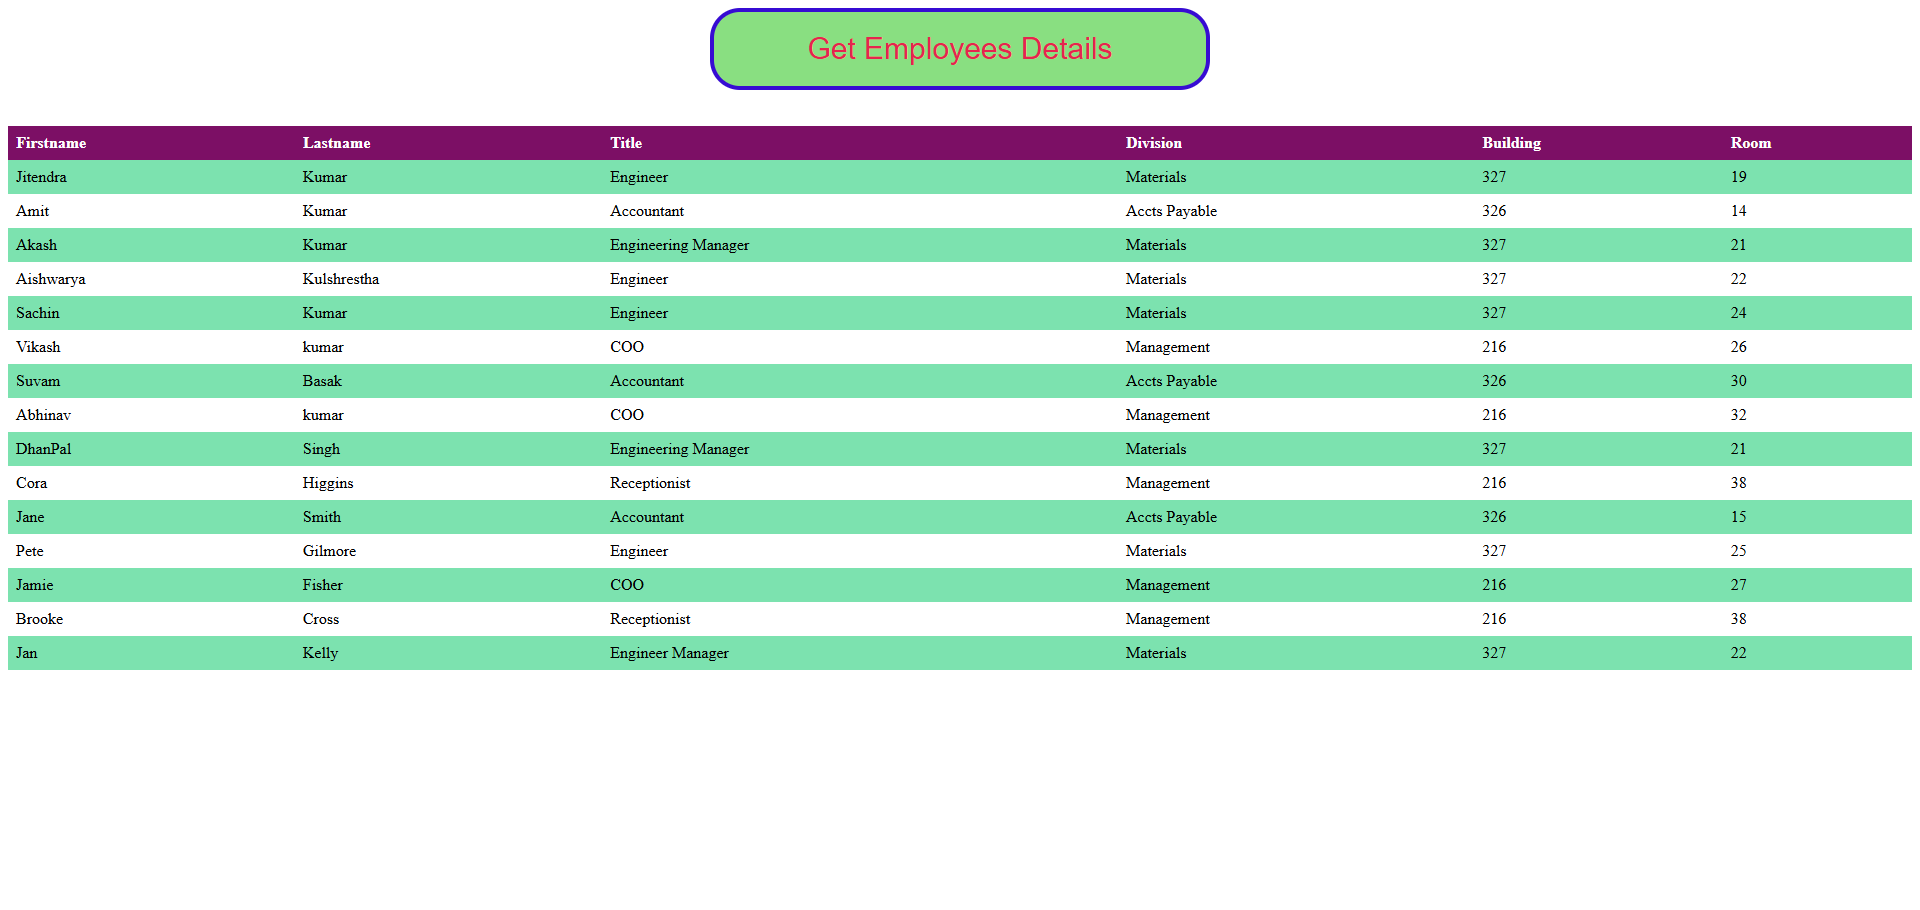 Get Employees Details
Firstname Lastname Title Division Building Room
Jitendra Kumar Engineer Materials 327 19
Amit Kumar Accountant Accts Payable 326 14
Akash Kumar Engineering Manager Materials 327 21
Aishwarya Kulshrestha Engineer Materials 327 22
Sachin Kumar Engineer Materials 327 24
Vikash kumar COO Management 216 26
Suvam Basak Accountant Accts Payable 326 30
Abhinav kumar COO Management 216 32
DhanPal Singh Engineering Manager Materials 327 21
Cora Higgins Receptionist Management 216 38
Jane Smith Accountant Accts Payable 326 15
Pete Gilmore Engineer Materials 327 25
Jamie Fisher COO Management 216 27
Brooke Cross Receptionist Management 216 38
Jan Kelly Engineer Manager Materials 327 22